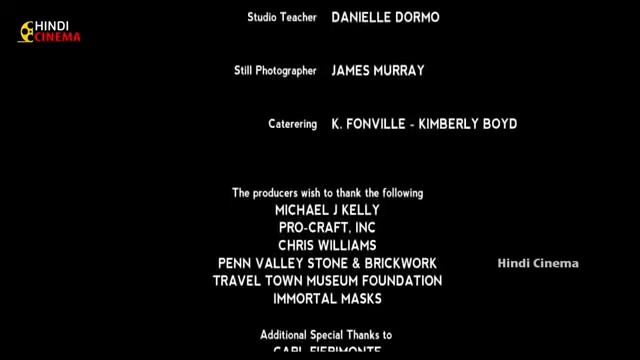 HINDI
CINEMA
Studio Teacher DANIELLE DORMO
Still Photographer JAMES MURRAY
Caterering K. FONVILLE - KIMBERLY BOYD
The producers wish to thank the following
MICHAEL J KELLY
PRO-CRAFT, INC
CHRIS WILLIAMS
PENN VALLEY STONE & BRICKWORK
Hindi Cinema
TRAVEL TOWN MUSEUM FOUNDATION
IMMORTAL MASKS
Additional Special Thanks to
CARL